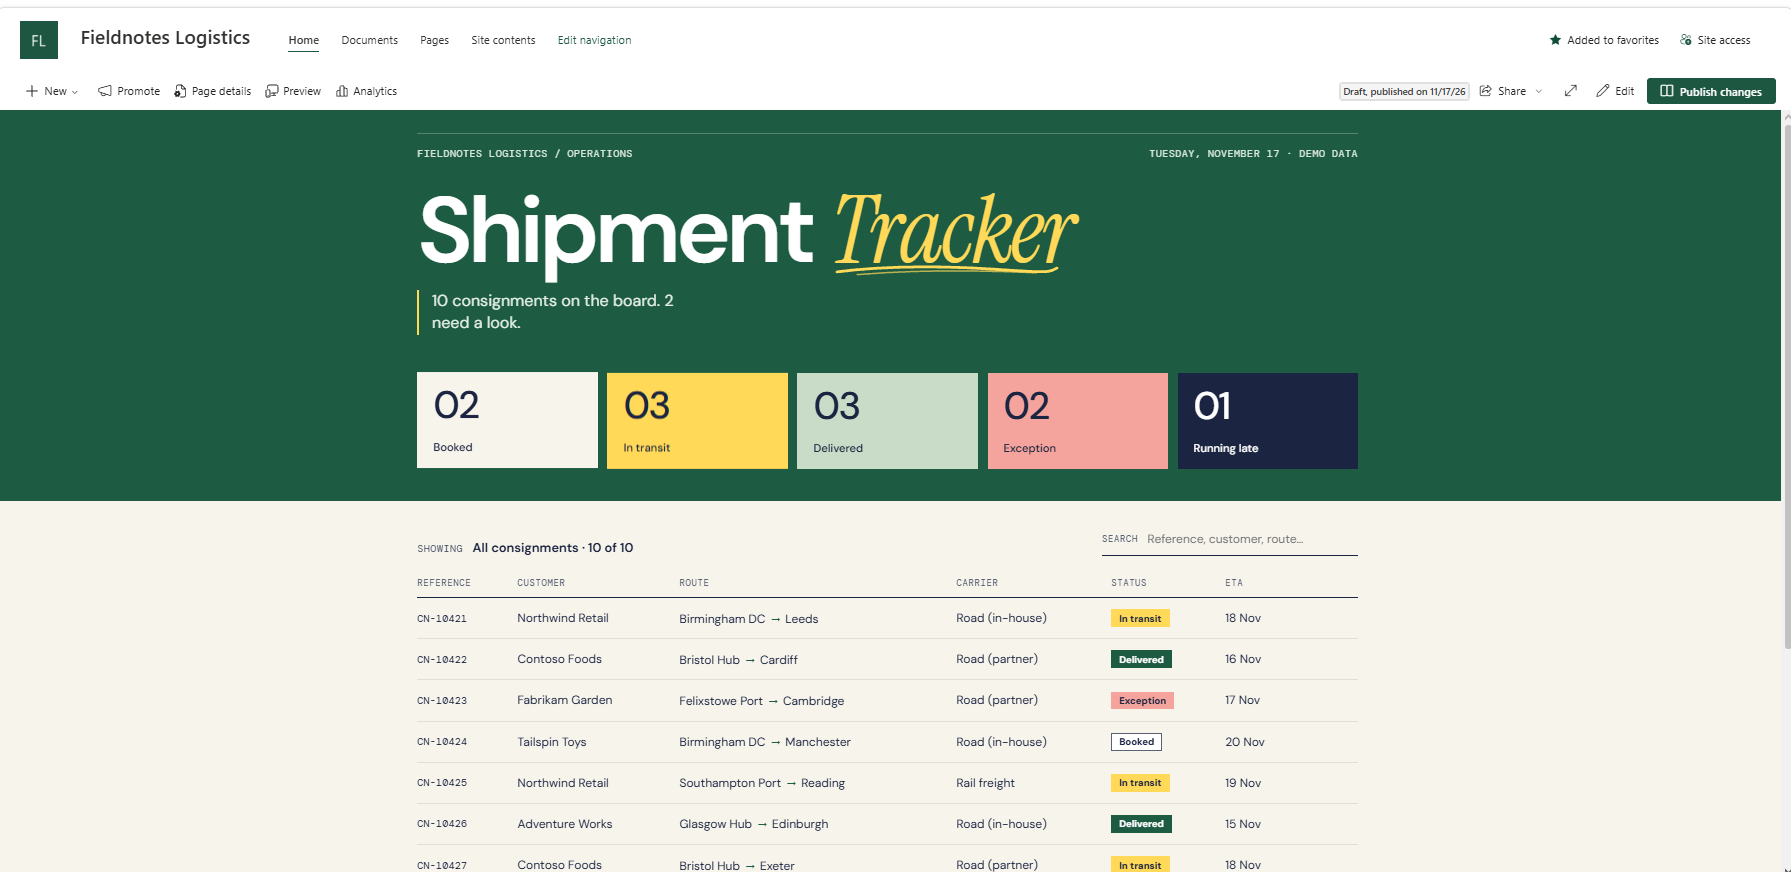 FL
Fieldnotes Logistics
Home Documents Pages Site contents Edit navigation
Added to favorites Site access
New Promote Page details Preview Analytics
Draft, published on 11/17/26 Share Edit Publish changes
FIELDNOTES LOGISTICS / OPERATIONS
TUESDAY, NOVEMBER 17 · DEMO DATA
Shipment Tracker
10 consignments on the board. 2
need a look.
02
Booked
03
In transit
03
Delivered
02
Exception
01
Running late
SHOWING All consignments · 10 of 10
SEARCH Reference, customer, route...
REFERENCE CUSTOMER ROUTE CARRIER STATUS ETA
CN-10421 Northwind Retail Birmingham DC → Leeds Road (in-house) In transit 18 Nov
CN-10422 Contoso Foods Bristol Hub → Cardiff Road (partner) Delivered 16 Nov
CN-10423 Fabrikam Garden Felixstowe Port → Cambridge Road (partner) Exception 17 Nov
CN-10424 Tailspin Toys Birmingham DC → Manchester Road (in-house) Booked 20 Nov
CN-10425 Northwind Retail Southampton Port → Reading Rail freight In transit 19 Nov
CN-10426 Adventure Works Glasgow Hub → Edinburgh Road (in-house) Delivered 15 Nov
CN-10427 Contoso Foods Bristol Hub → Exeter Road (partner) In transit 18 Nov